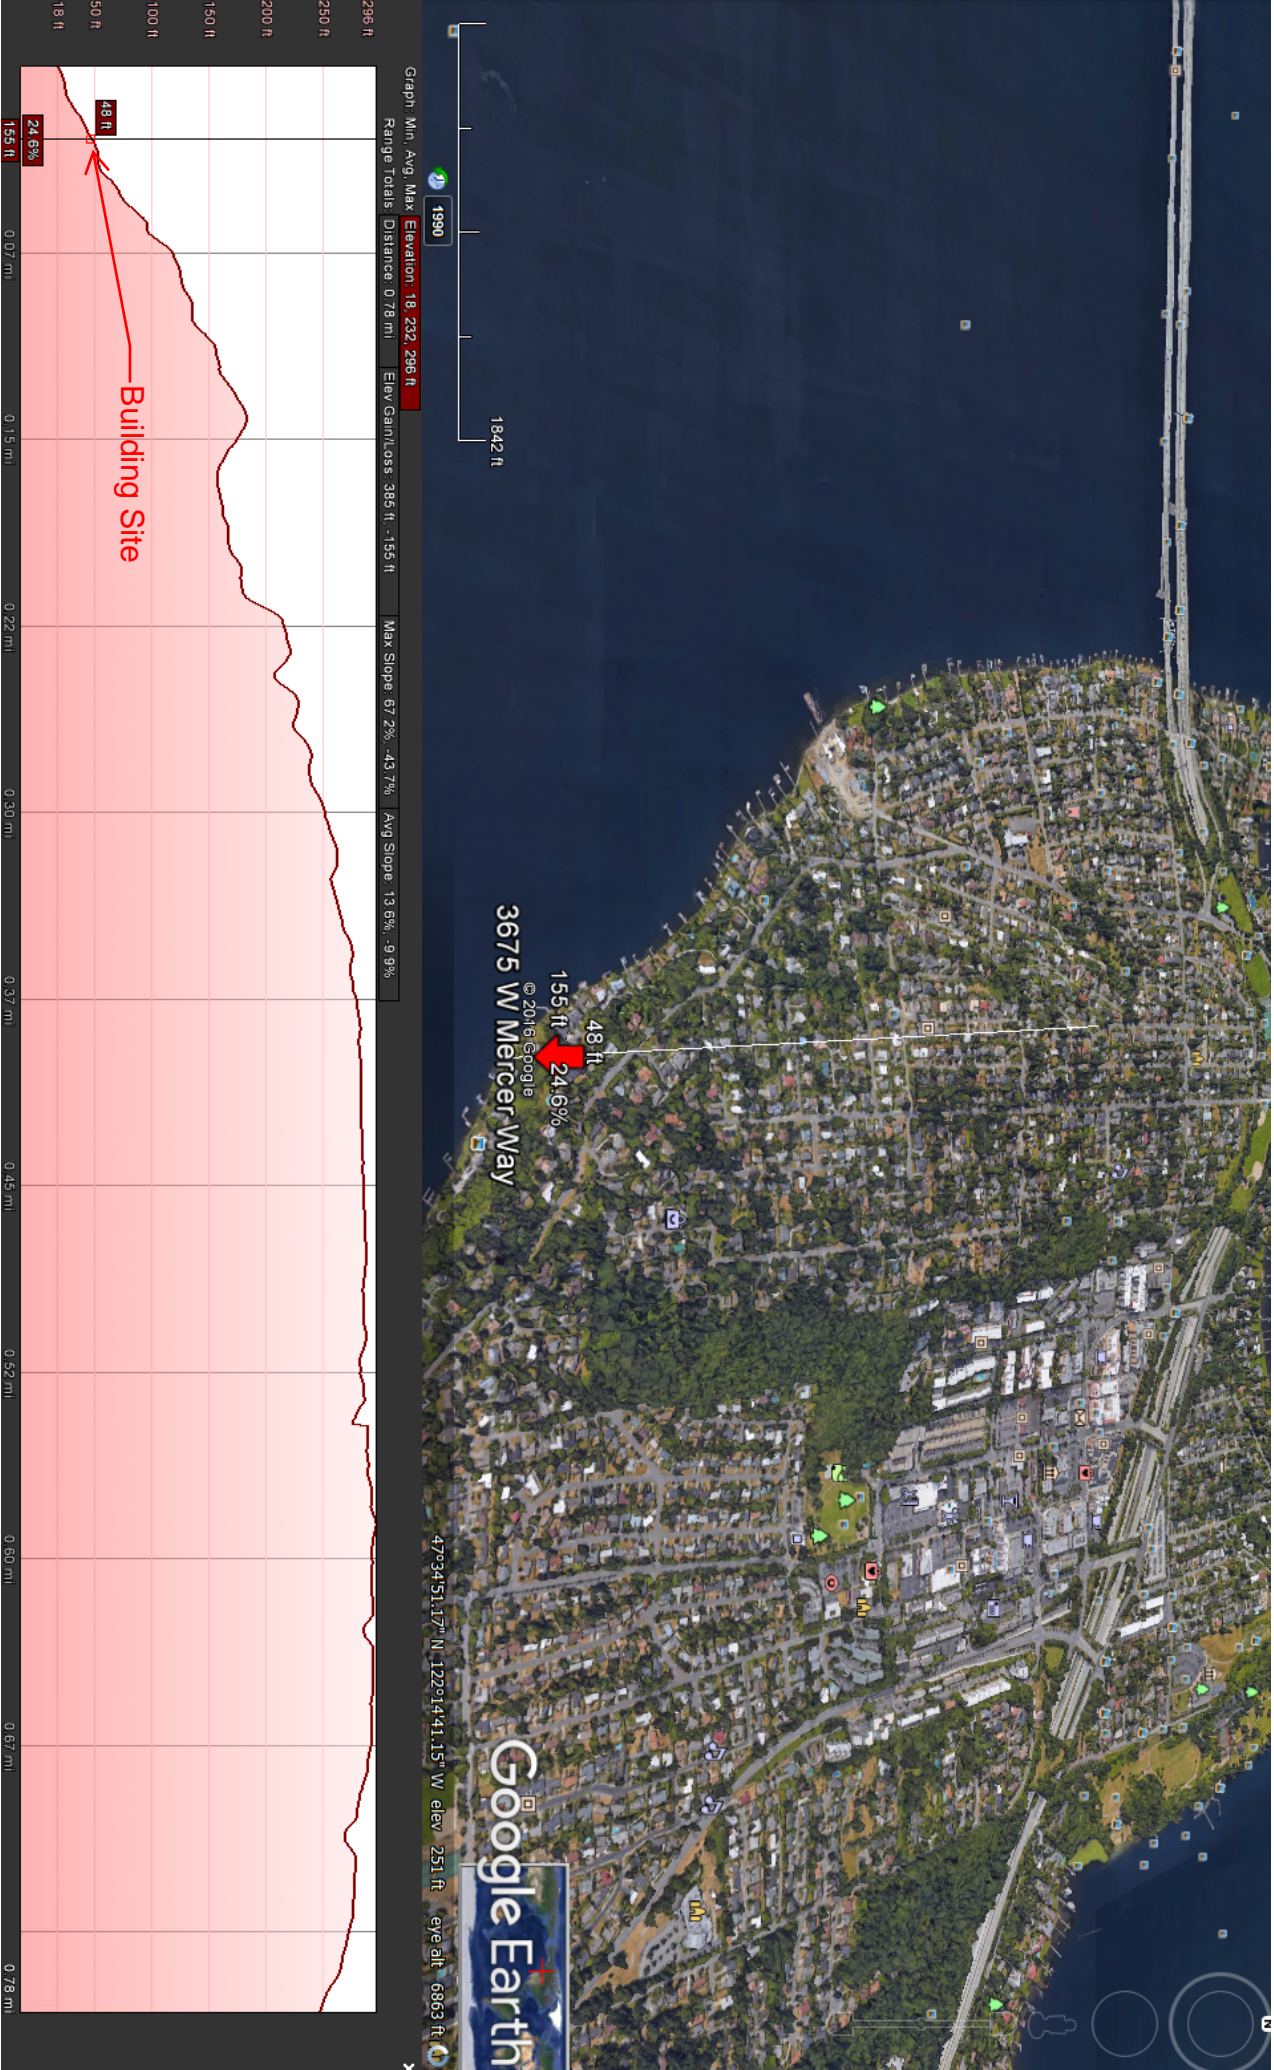 N
1842 ft
48 ft
155 ft 24.6%
© 2016 Google
3675 W Mercer Way
Google Earth
1990
47°34'51.17" N 122°14'41.15" W elev 251 ft eye alt 6863 ft
Graph: Min, Avg, Max Elevation: 18, 232, 296 ft
Range Totals: Distance: 0.78 mi Elev Gain/Loss: 385 ft, -155 ft Max Slope: 67.2%, -43.7% Avg Slope: 13.6%, -9.9%
296 ft
250 ft
200 ft
150 ft
100 ft
50 ft
18 ft
48 ft
Building Site
24.6%
155 ft
0.07 mi
0.15 mi
0.22 mi
0.30 mi
0.37 mi
0.45 mi
0.52 mi
0.60 mi
0.67 mi
0.78 mi